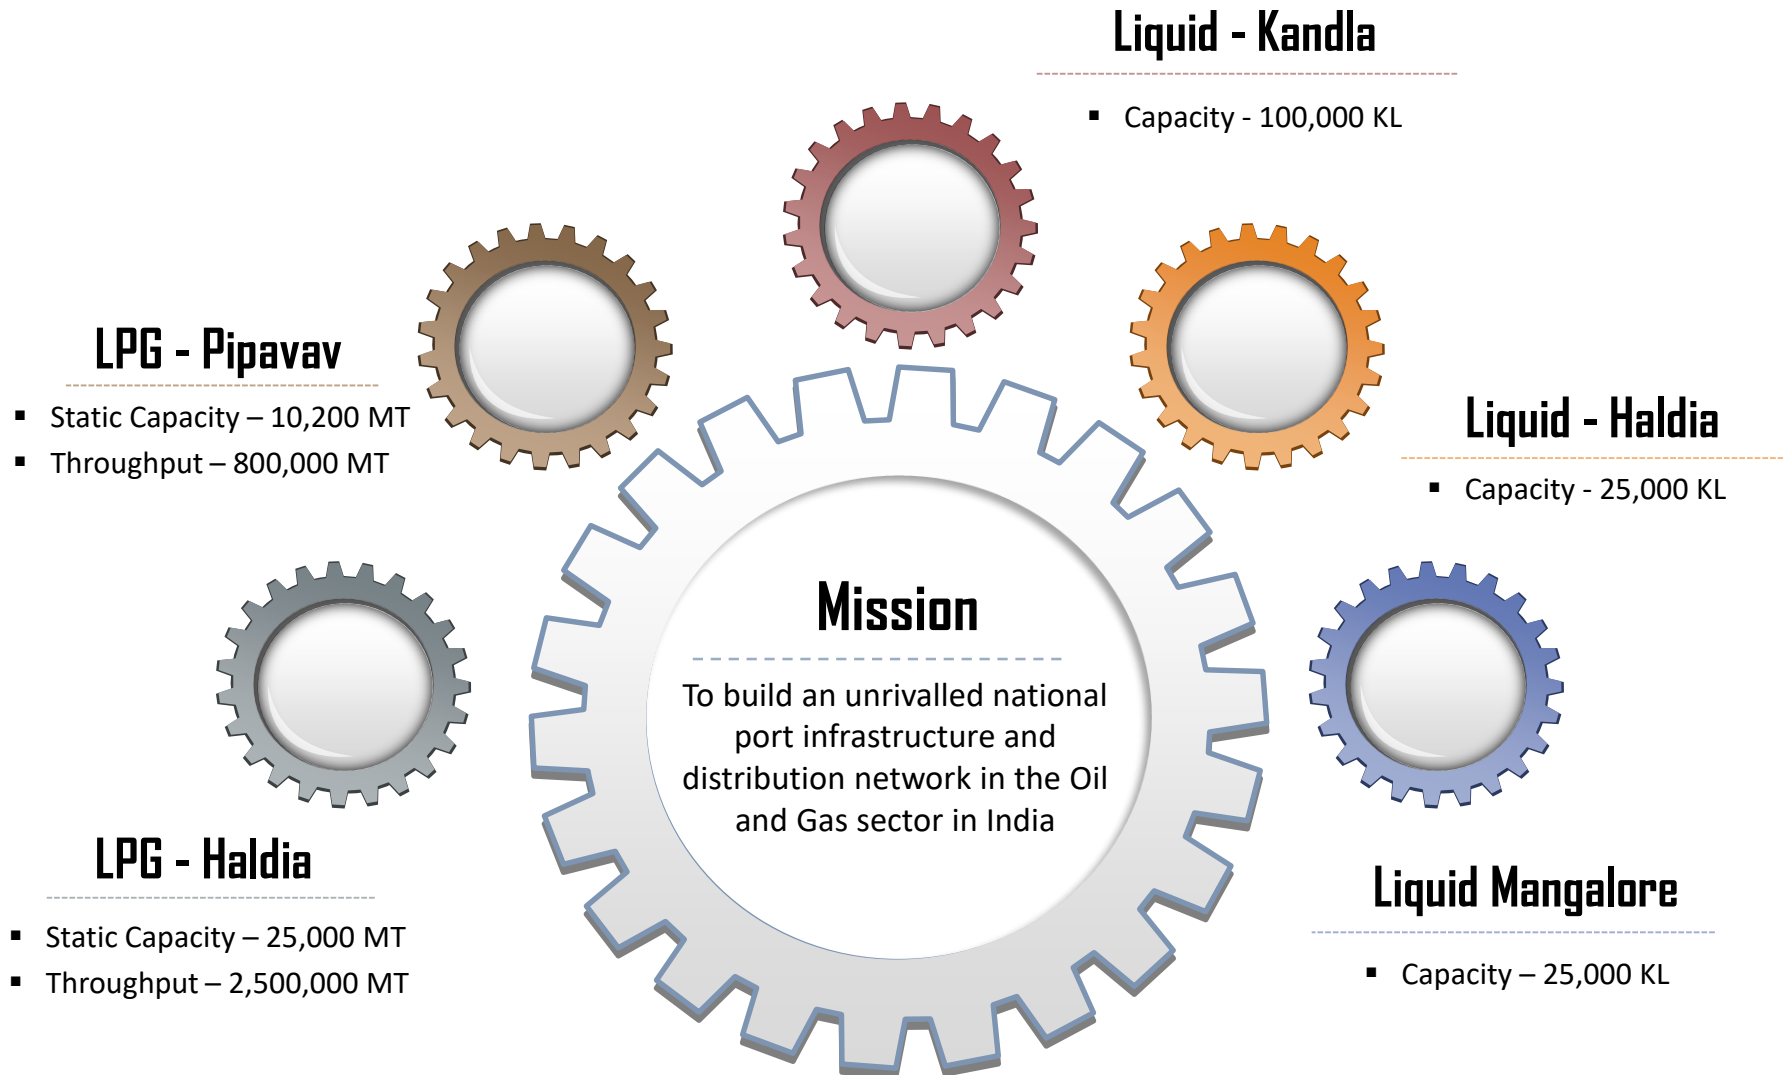 Liquid - Kandla
▪ Capacity - 100,000 KL
LPG - Pipavav
▪ Static Capacity – 10,200 MT
▪ Throughput – 800,000 MT
Liquid - Haldia
▪ Capacity - 25,000 KL
Mission
To build an unrivalled national
port infrastructure and
distribution network in the Oil
and Gas sector in India
LPG - Haldia
▪ Static Capacity – 25,000 MT
▪ Throughput – 2,500,000 MT
Liquid Mangalore
▪ Capacity – 25,000 KL